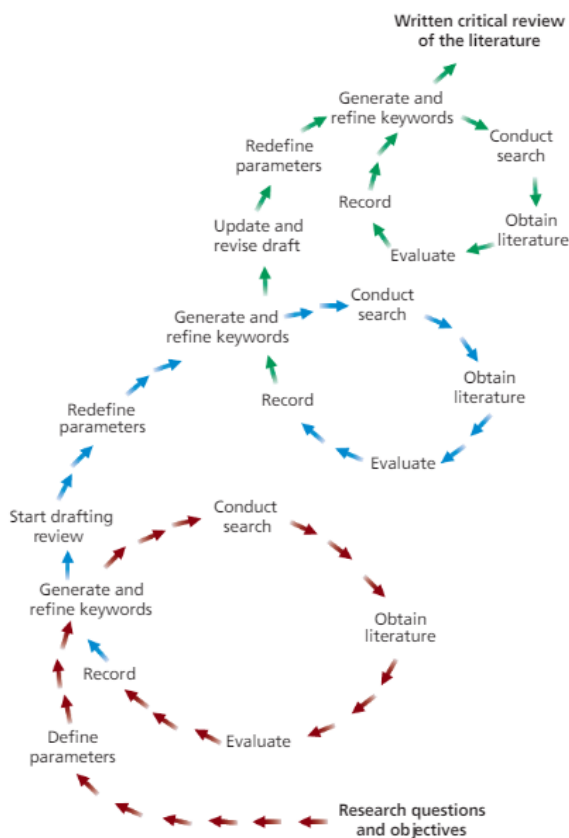 Written critical review
of the literature
Generate and
refine keywords
Conduct
search
Redefine
parameters
Record
Obtain
literature
Update and
revise draft
Evaluate
Conduct
search
Generate and
refine keywords
Obtain
literature
Record
Redefine
parameters
Evaluate
Conduct
search
Start drafting
review
Generate and
refine keywords
Obtain
literature
Record
Define
parameters
Evaluate
Research questions
and objectives